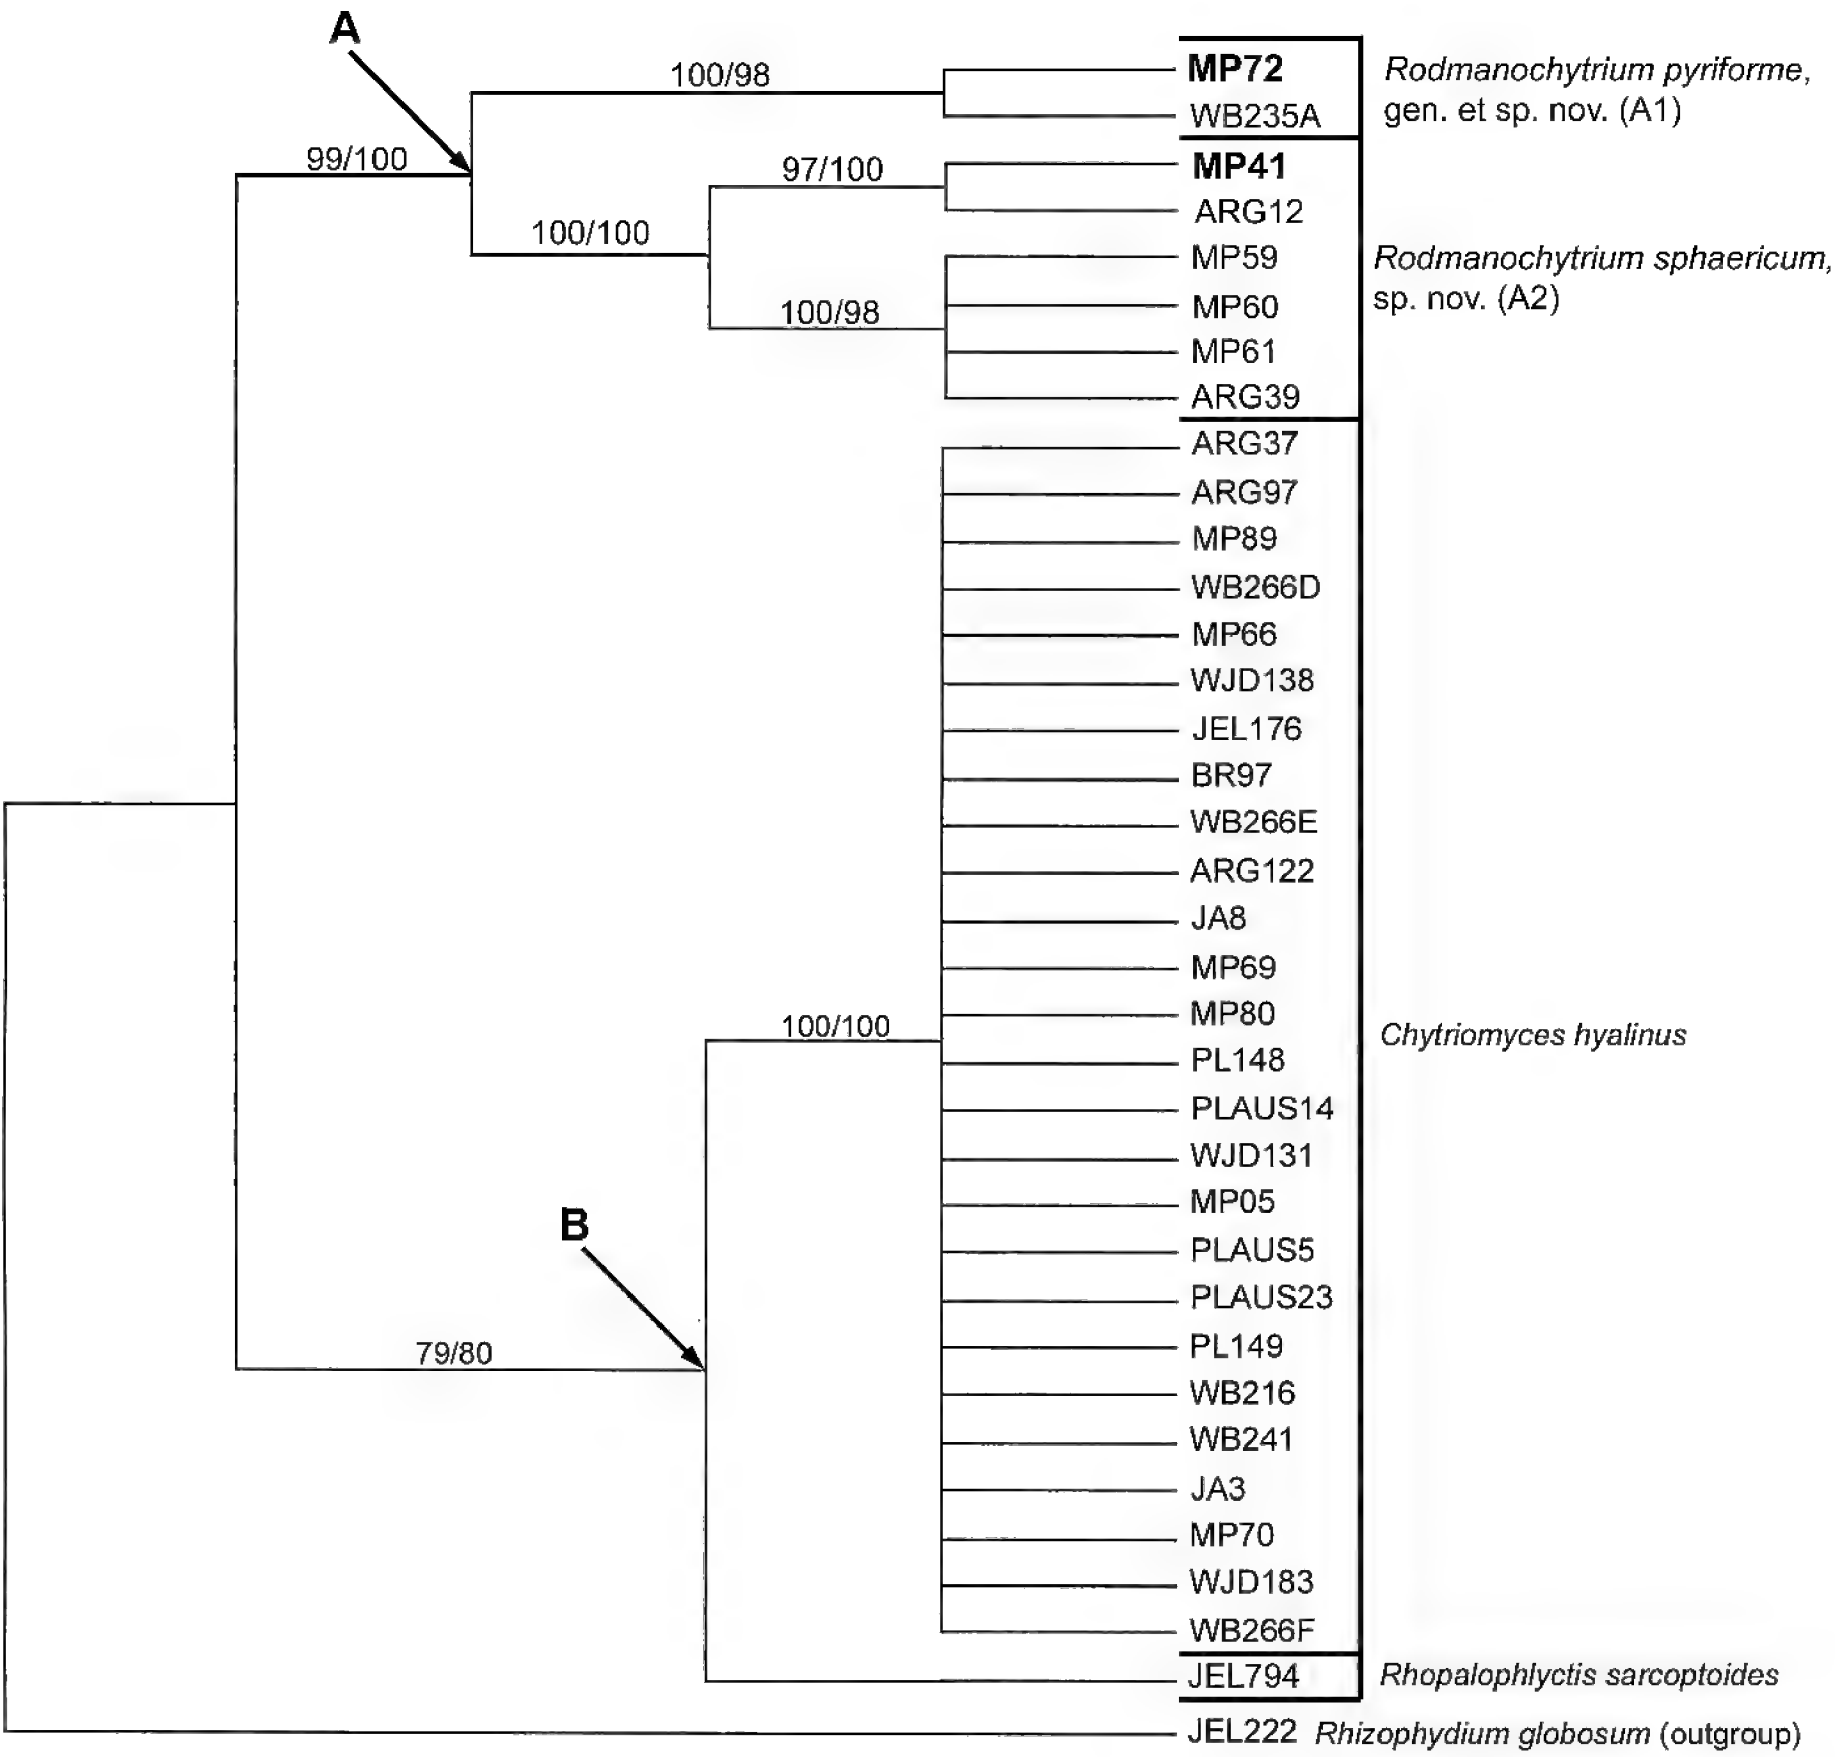 A
100/98
MP72
Rodmanochytrium pyriforme,
WB235A
gen. et sp. nov. (A1)
99/100
97/100
MP41
ARG12
100/100
MP59
Rodmanochytrium sphaericum,
MP60
sp. nov. (A2)
100/98
MP61
ARG39
ARG37
ARG97
MP89
WB266D
MP66
WJD138
JEL176
BR97
WB266E
ARG122
JA8
MP69
MP80
100/100
Chytriomyces hyalinus
PL148
PLAUS14
WJD131
MP05
B
PLAUS5
PLAUS23
PL149
79/80
WB216
WB241
JA3
MP70
WJD183
WB266F
JEL794 Rhopalophlyctis sarcoptoides
JEL222 Rhizophydium globosum (outgroup)